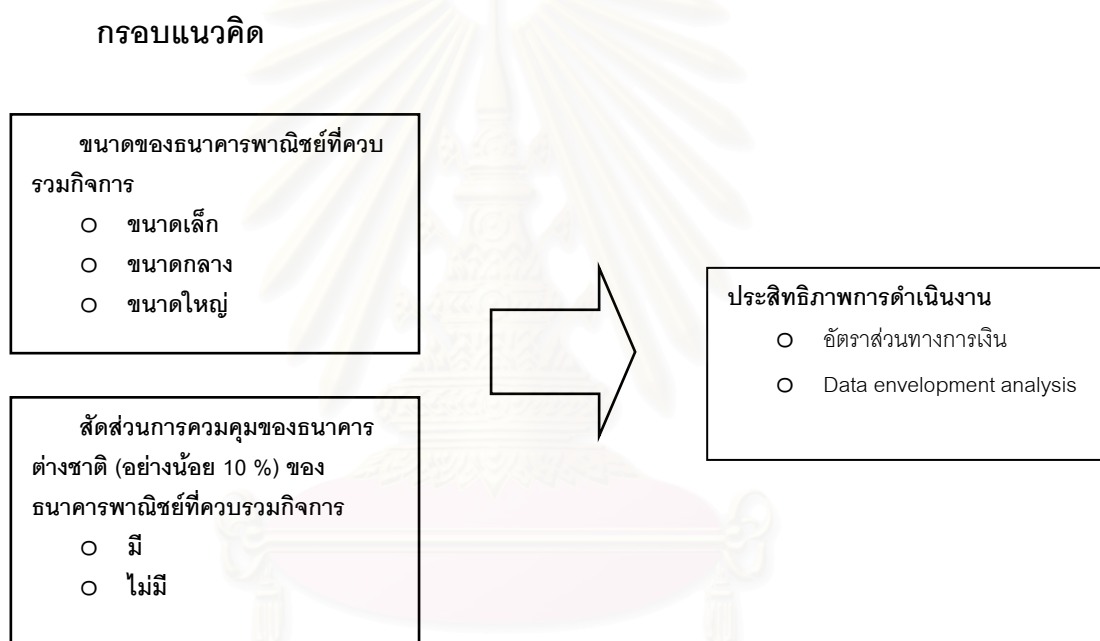 กรอบแนวคิด
ขนาดของธนาคารพาณิชย์ที่ควบ
รวมกิจการ
o ขนาดเล็ก
o ขนาดกลาง
o ขนาดใหญ่
สัดส่วนการควมคุมของธนาคาร
ต่างชาติ (อย่างน้อย 10 %) ของ
ธนาคารพาณิชย์ที่ควบรวมกิจการ
o มี
o ไม่มี
ประสิทธิภาพการดำเนินงาน
o อัตราส่วนทางการเงิน
o Data envelopment analysis